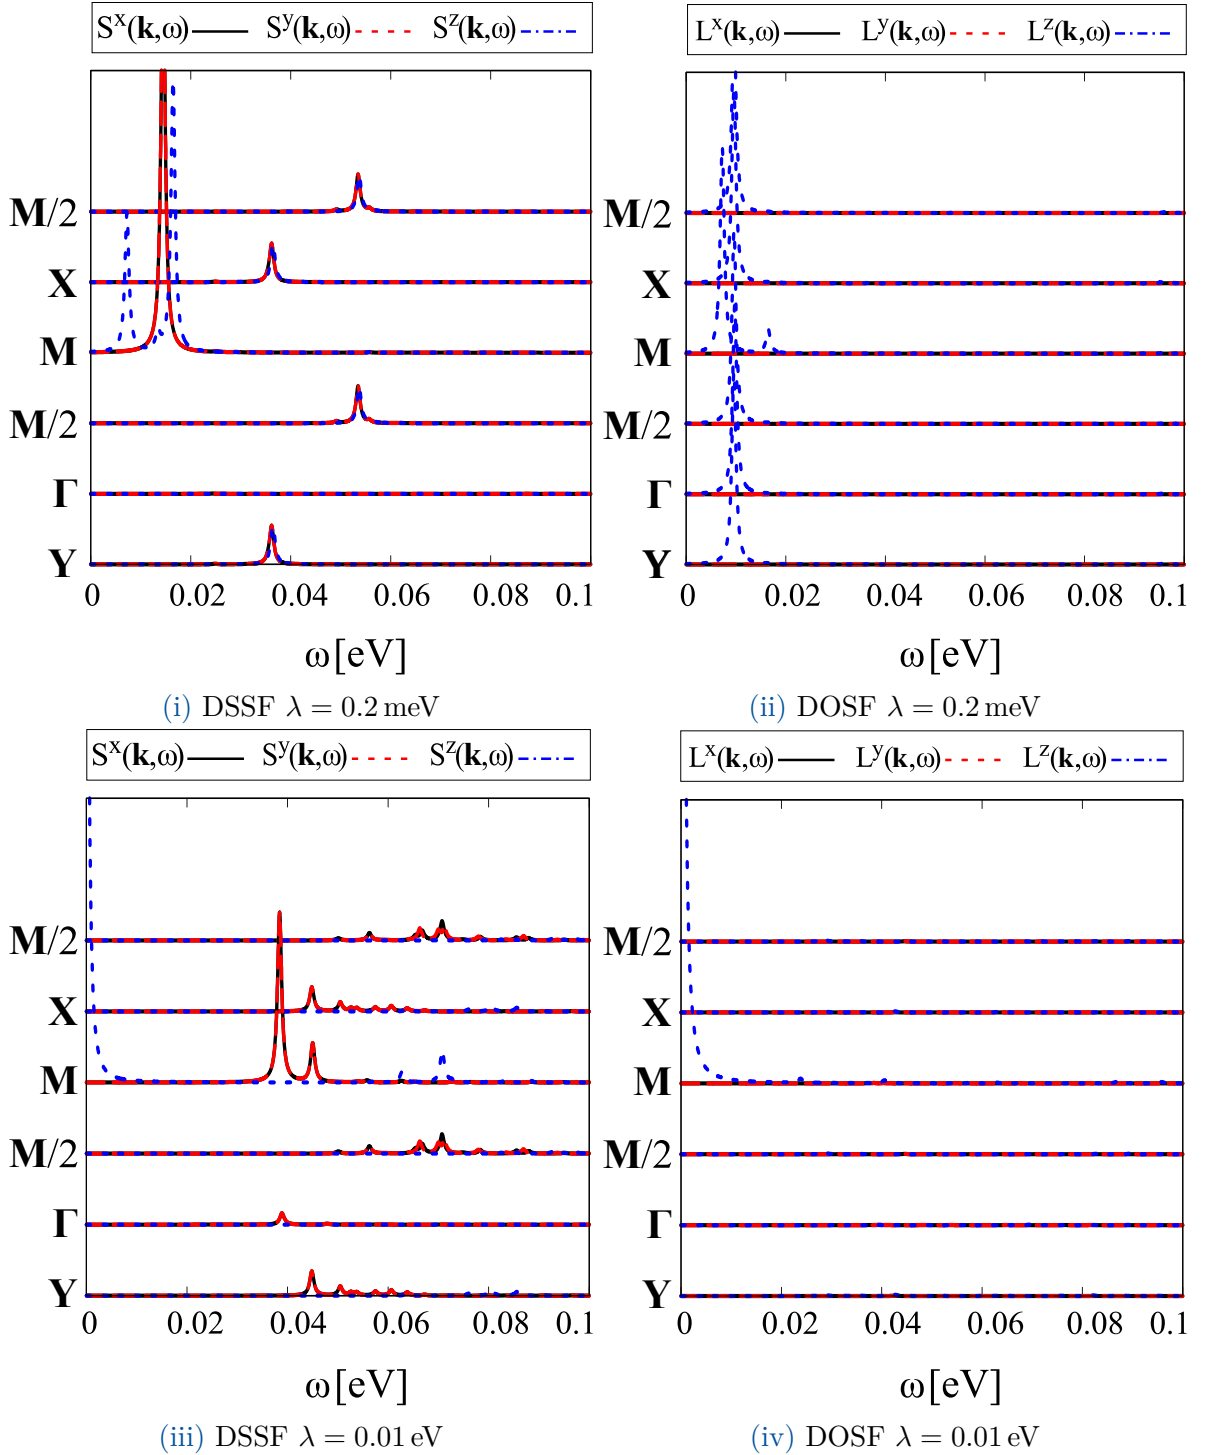 Sˣ(k,ω) Sʸ(k,ω) Sᶻ(k,ω)
M/2
X
M
M/2
Γ
Y
0 0.02 0.04 0.06 0.08 0.1
ω[eV]
(i) DSSF λ = 0.2 meV
Lˣ(k,ω) Lʸ(k,ω) Lᶻ(k,ω)
M/2
X
M
M/2
Γ
Y
0 0.02 0.04 0.06 0.08 0.1
ω[eV]
(ii) DOSF λ = 0.2 meV
Sˣ(k,ω) Sʸ(k,ω) Sᶻ(k,ω)
M/2
X
M
M/2
Γ
Y
0 0.02 0.04 0.06 0.08 0.1
ω[eV]
(iii) DSSF λ = 0.01 eV
Lˣ(k,ω) Lʸ(k,ω) Lᶻ(k,ω)
M/2
X
M
M/2
Γ
Y
0 0.02 0.04 0.06 0.08 0.1
ω[eV]
(iv) DOSF λ = 0.01 eV